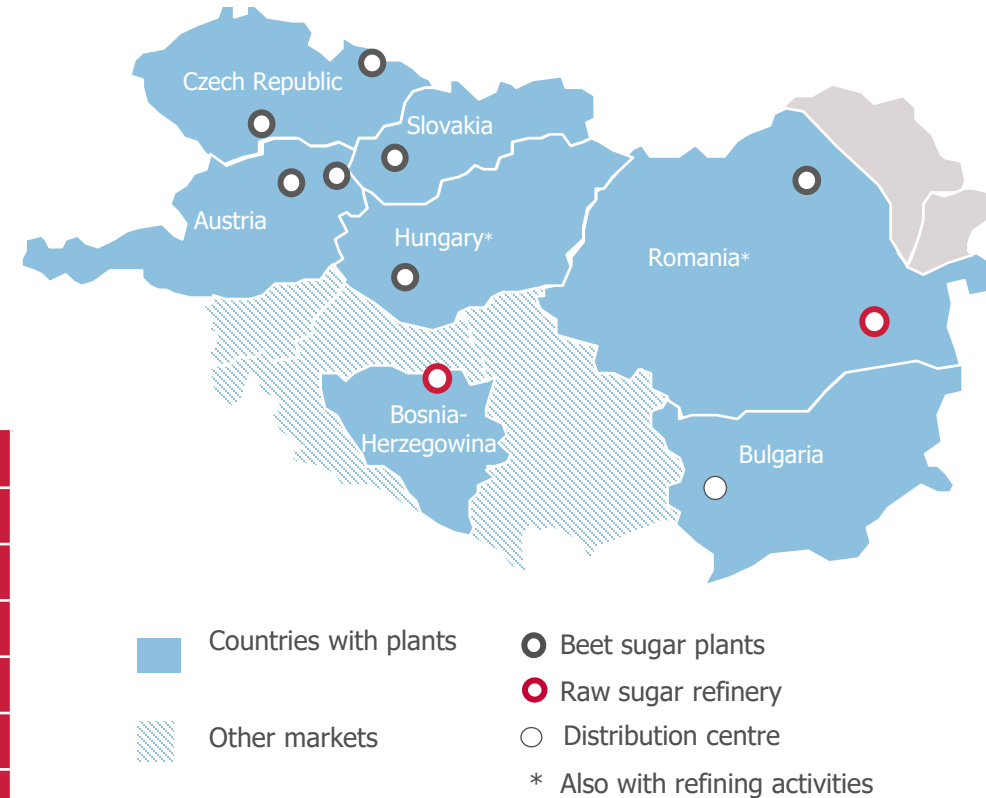 Czech Republic
Slovakia
Austria
Hungary*
Romania*
Bosnia-
Herzegowina
Bulgaria
Countries with plants
Other markets
Beet sugar plants
Raw sugar refinery
Distribution centre
* Also with refining activities